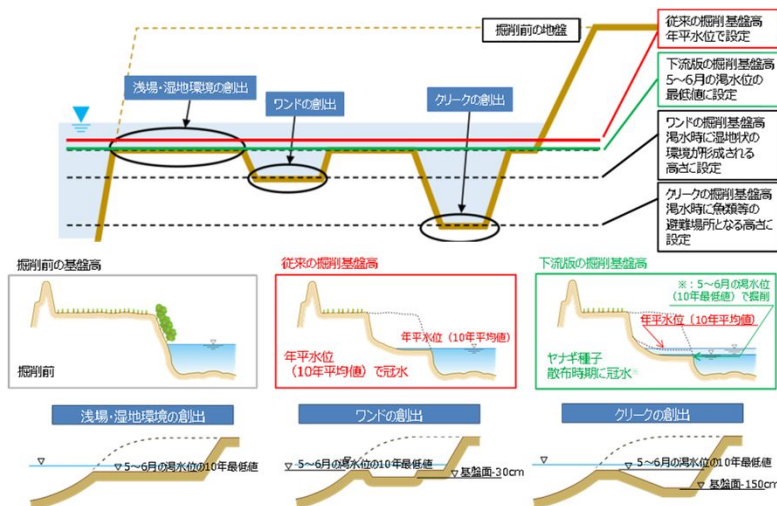 掘削前の地盤
従来の掘削基盤高
年平水位で設定
下流版の掘削基盤高
5～6月の渇水位の
最低値に設定
ワンドの掘削基盤高
渇水時に湿地状の
環境が形成される
高さに設定
クリークの掘削基盤高
渇水時に魚類等の
避難場所となる高さに
設定
浅場・湿地環境の創出
ワンドの創出
クリークの創出
掘削前の基盤高
掘削前
従来の掘削基盤高
年平水位（10年平均値）
年平水位
（10年平均値）で冠水
下流版の掘削基盤高
※：5～6月の渇水位
（10年最低値）で掘削
年平水位（10年平均値）
ヤナギ種子
散布時期に冠水※
浅場・湿地環境の創出
5～6月の渇水位の10年最低値
ワンドの創出
5～6月の渇水位の10年最低値
基盤面-30cm
クリークの創出
5～6月の渇水位の10年最低値
基盤面-150cm